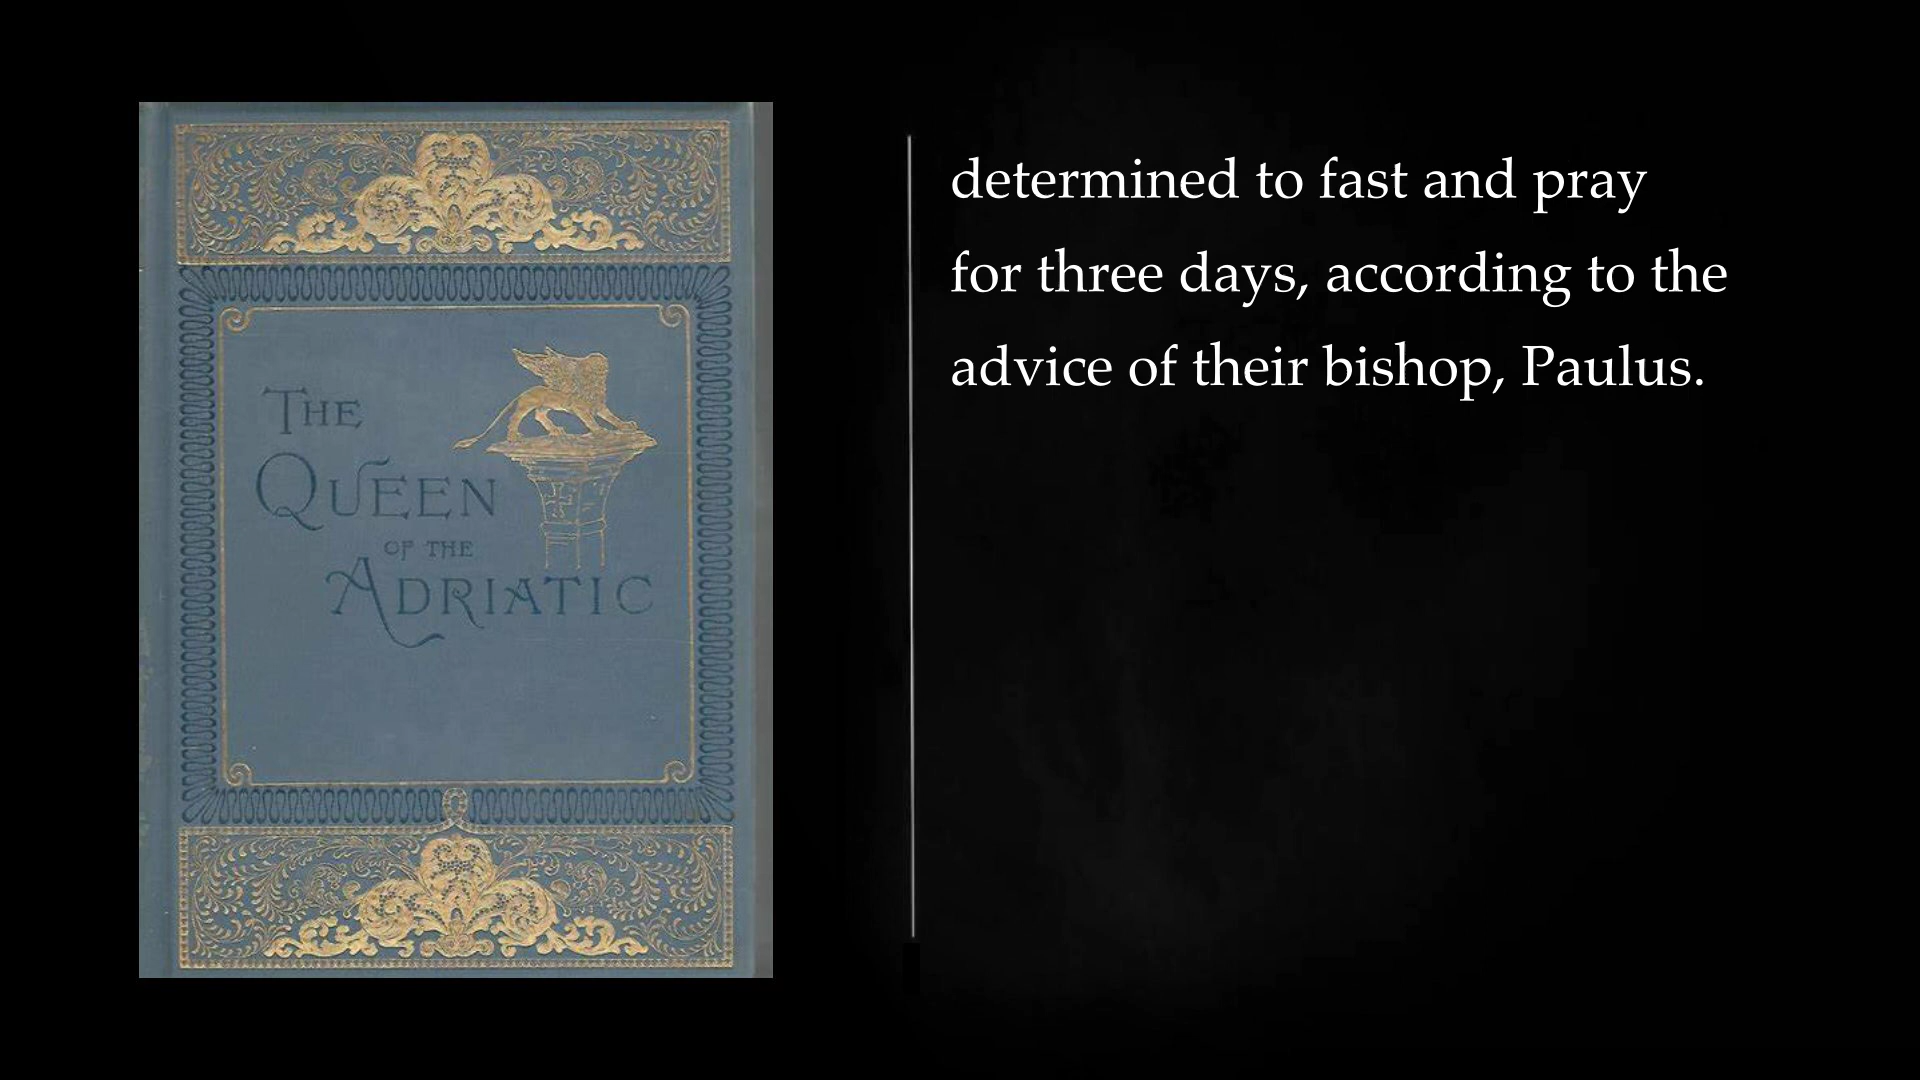 THE
QUEEN
OF THE
ADRIATIC
determined to fast and pray
for three days, according to the
advice of their bishop, Paulus.